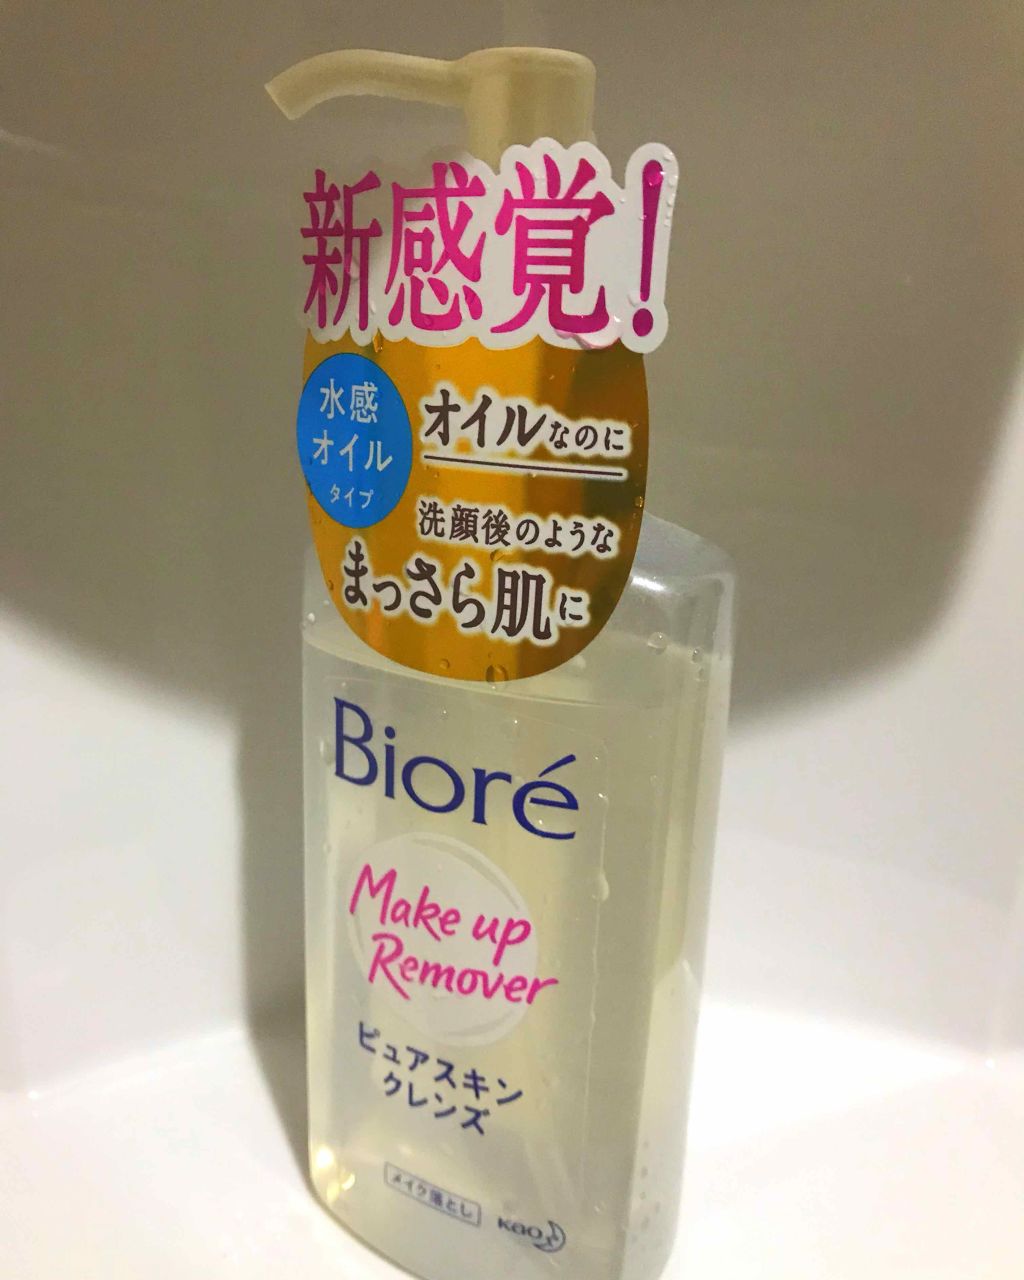 新感覚!
水感
オイル
タイプ
オイルなのに
洗顔後のような
まっさら肌に
Bioré
Make up
Remover
ピュアスキン
クレンズ
メイク落とし
Kao